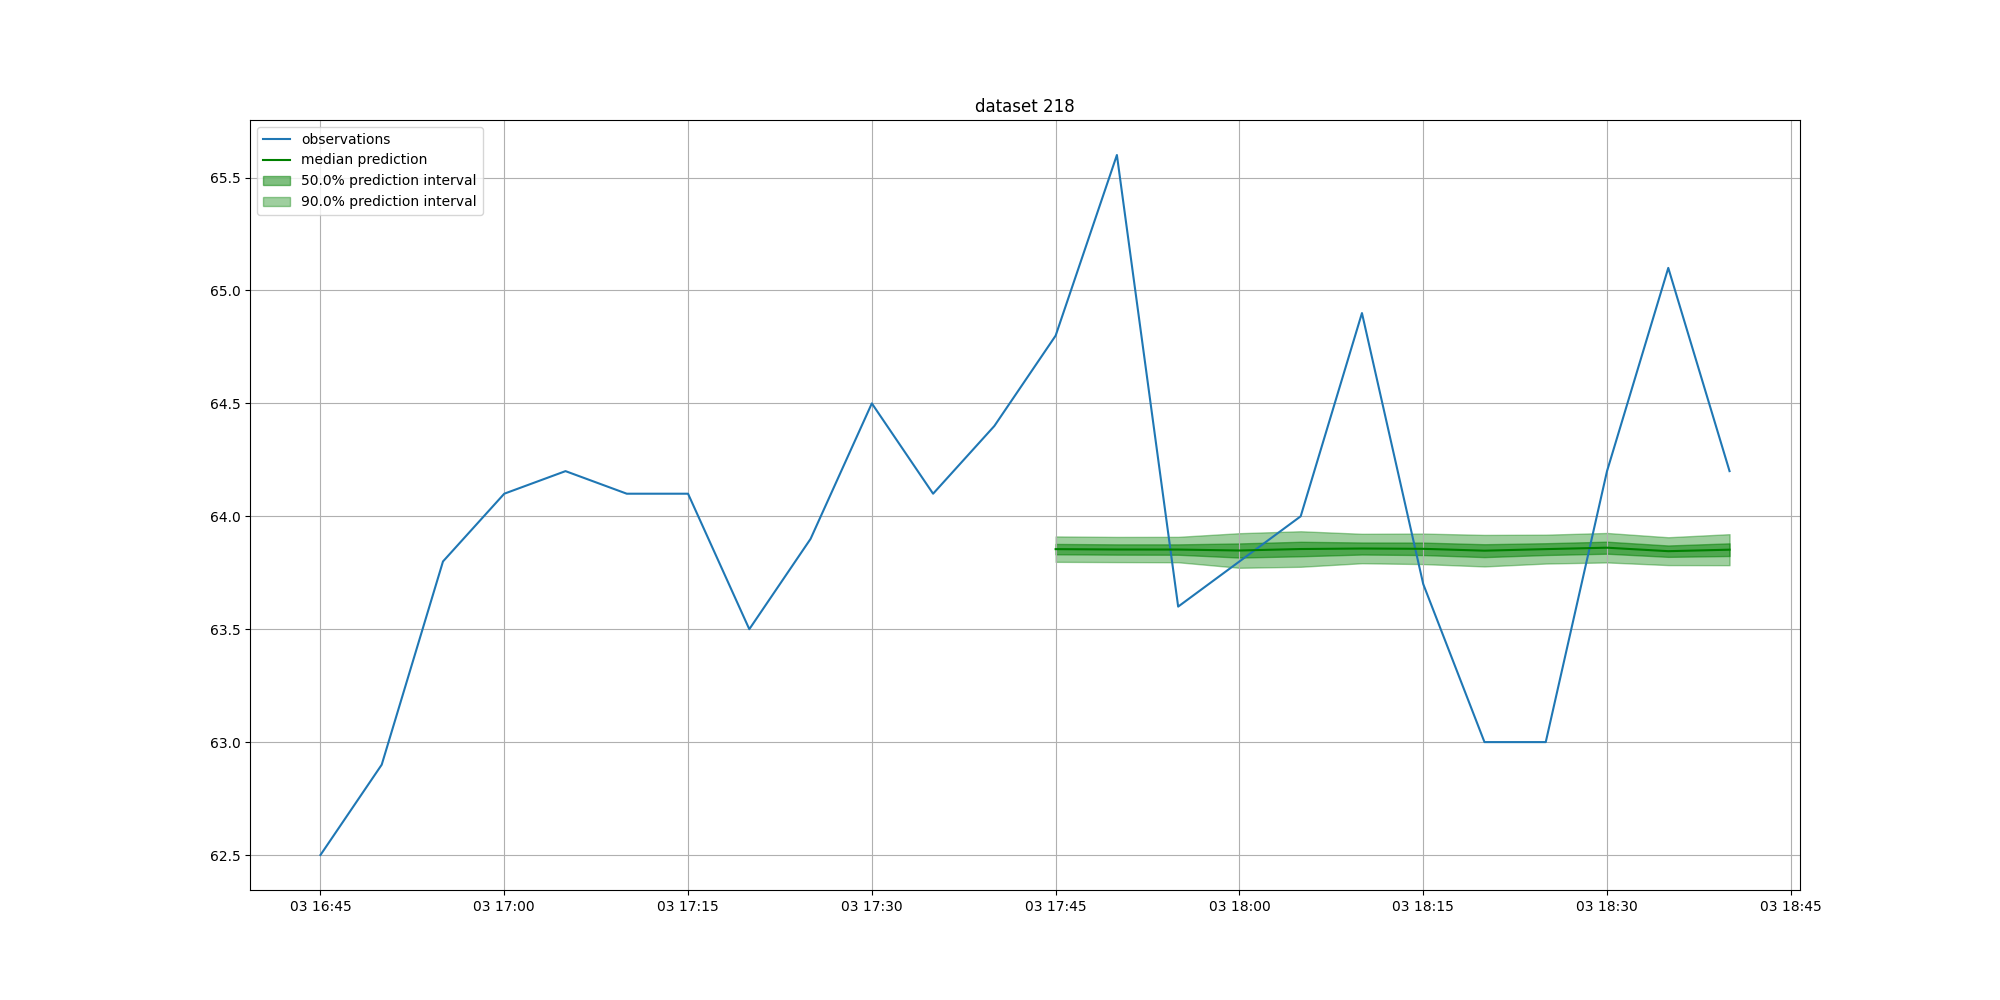 dataset 218
observations
median prediction
50.0% prediction interval
90.0% prediction interval
65.5
65.0
64.5
64.0
63.5
63.0
62.5
03 16:45 03 17:00 03 17:15 03 17:30 03 17:45 03 18:00 03 18:15 03 18:30 03 18:45